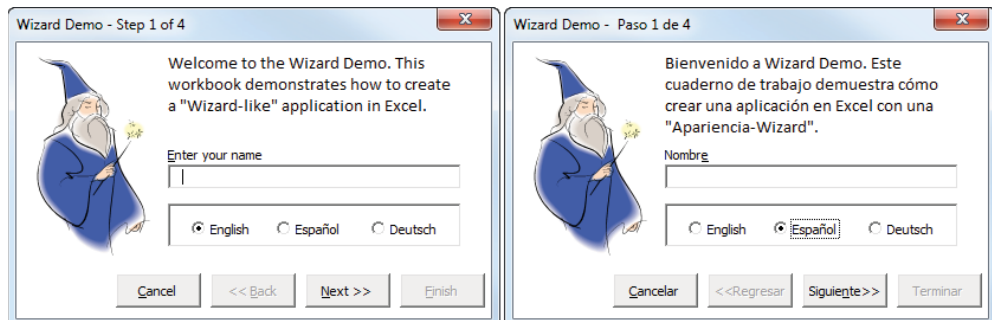 Wizard Demo - Step 1 of 4
Welcome to the Wizard Demo. This
workbook demonstrates how to create
a "Wizard-like" application in Excel.
Enter your name
English Español Deutsch
Cancel << Back Next >> Finish
Wizard Demo - Paso 1 de 4
Bienvenido a Wizard Demo. Este
cuaderno de trabajo demuestra cómo
crear una aplicación en Excel con una
"Apariencia-Wizard".
Nombre
English Español Deutsch
Cancelar <<Regresar Siguiente>> Terminar